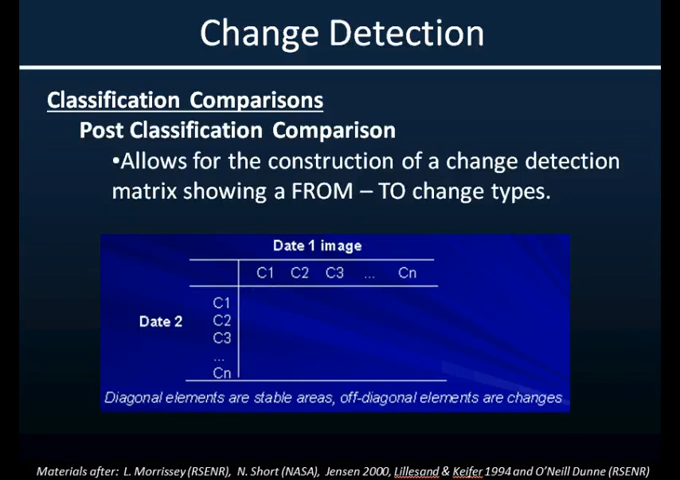 Change Detection
Classification Comparisons
Post Classification Comparison
•Allows for the construction of a change detection
matrix showing a FROM – TO change types.
Date 1 image
C1 C2 C3 ... Cn
C1
Date 2 C2
C3
...
Cn
Diagonal elements are stable areas, off-diagonal elements are changes
Materials after: L. Morrissey (RSENR), N. Short (NASA), Jensen 2000, Lillesand & Keifer 1994 and O’Neill Dunne (RSENR)